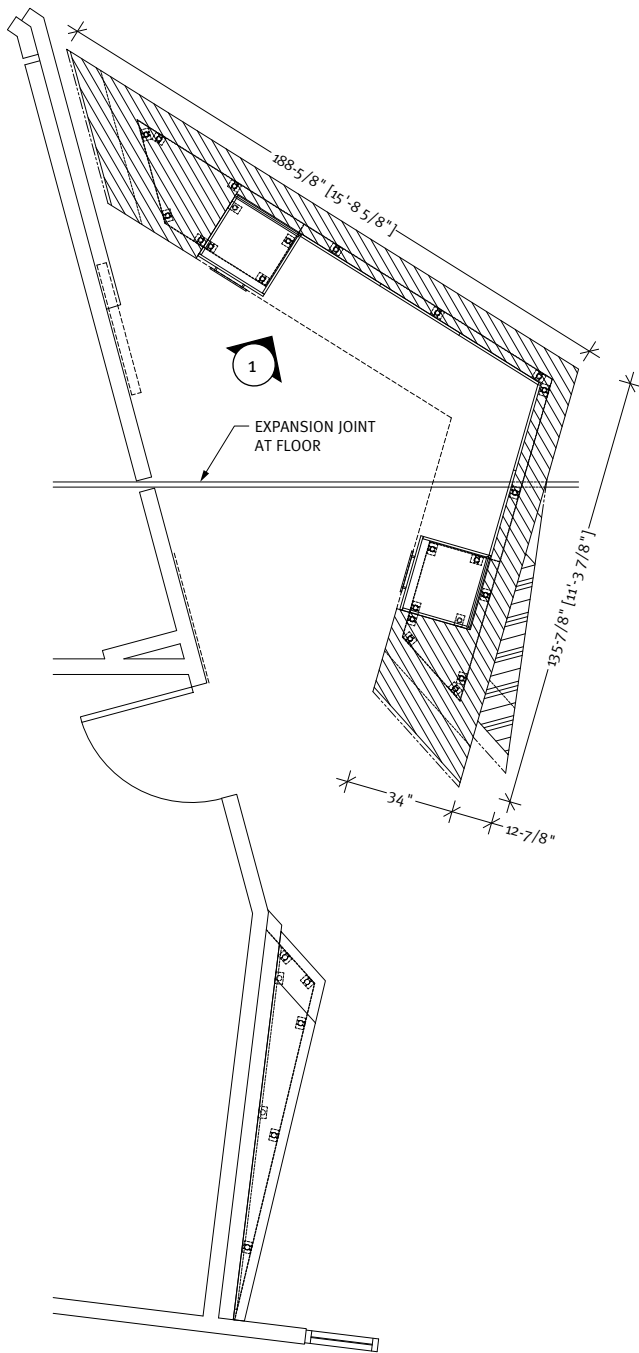 188-5/8" [15'-8 5/8"]
1
EXPANSION JOINT
AT FLOOR
135-7/8" [11'-3 7/8"]
34"
12-7/8"